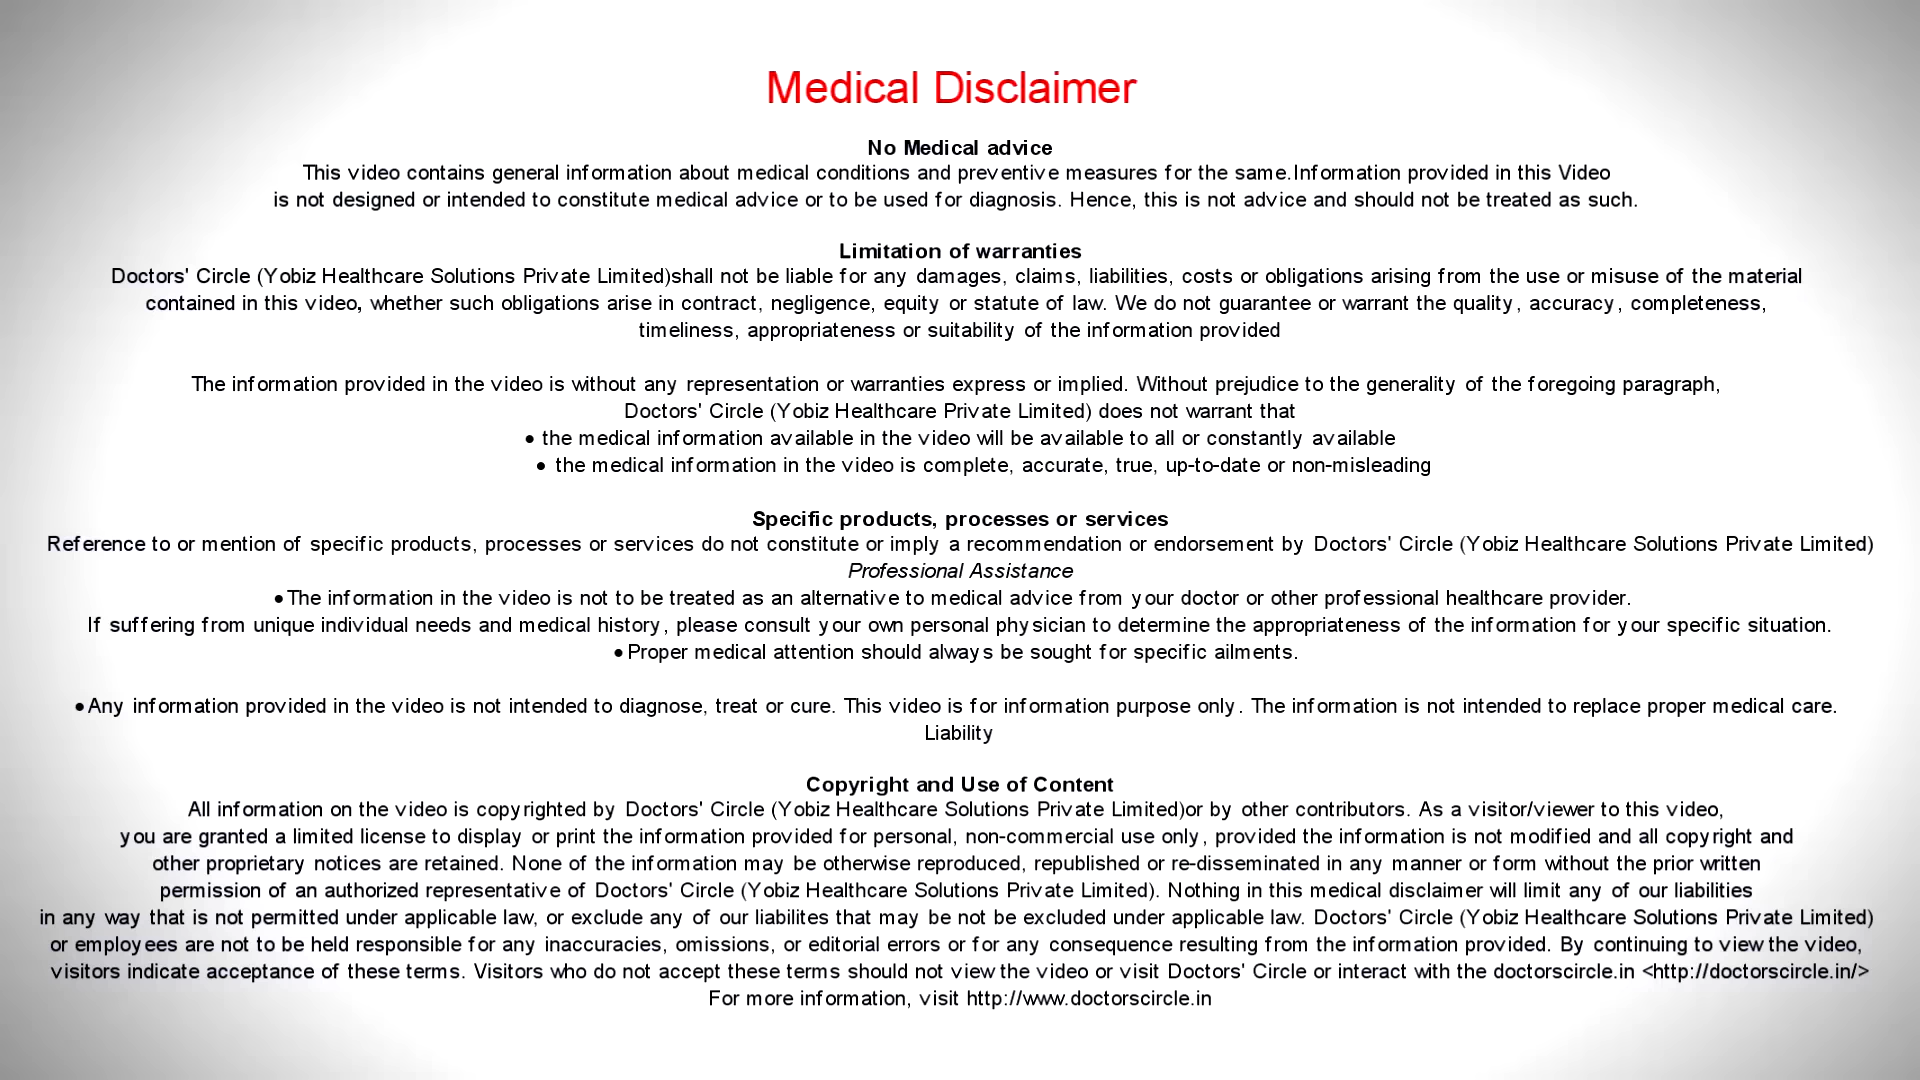 Medical Disclaimer
No Medical advice
This video contains general information about medical conditions and preventive measures for the same.Information provided in this Video
is not designed or intended to constitute medical advice or to be used for diagnosis. Hence, this is not advice and should not be treated as such.
Limitation of warranties
Doctors' Circle (Yobiz Healthcare Solutions Private Limited)shall not be liable for any damages, claims, liabilities, costs or obligations arising from the use or misuse of the material
contained in this video, whether such obligations arise in contract, negligence, equity or statute of law. We do not guarantee or warrant the quality, accuracy, completeness,
timeliness, appropriateness or suitability of the information provided
The information provided in the video is without any representation or warranties express or implied. Without prejudice to the generality of the foregoing paragraph,
Doctors' Circle (Yobiz Healthcare Private Limited) does not warrant that
• the medical information available in the video will be available to all or constantly available
• the medical information in the video is complete, accurate, true, up-to-date or non-misleading
Specific products, processes or services
Reference to or mention of specific products, processes or services do not constitute or imply a recommendation or endorsement by Doctors' Circle (Yobiz Healthcare Solutions Private Limited)
Professional Assistance
•The information in the video is not to be treated as an alternative to medical advice from your doctor or other professional healthcare provider.
If suffering from unique individual needs and medical history, please consult your own personal physician to determine the appropriateness of the information for your specific situation.
•Proper medical attention should always be sought for specific ailments.
•Any information provided in the video is not intended to diagnose, treat or cure. This video is for information purpose only. The information is not intended to replace proper medical care.
Liability
Copyright and Use of Content
All information on the video is copyrighted by Doctors' Circle (Yobiz Healthcare Solutions Private Limited)or by other contributors. As a visitor/viewer to this video,
you are granted a limited license to display or print the information provided for personal, non-commercial use only, provided the information is not modified and all copyright and
other proprietary notices are retained. None of the information may be otherwise reproduced, republished or re-disseminated in any manner or form without the prior written
permission of an authorized representative of Doctors' Circle (Yobiz Healthcare Solutions Private Limited). Nothing in this medical disclaimer will limit any of our liabilities
in any way that is not permitted under applicable law, or exclude any of our liabilites that may be not be excluded under applicable law. Doctors' Circle (Yobiz Healthcare Solutions Private Limited)
or employees are not to be held responsible for any inaccuracies, omissions, or editorial errors or for any consequence resulting from the information provided. By continuing to view the video,
visitors indicate acceptance of these terms. Visitors who do not accept these terms should not view the video or visit Doctors' Circle or interact with the doctorscircle.in <http://doctorscircle.in/>
For more information, visit http://www.doctorscircle.in